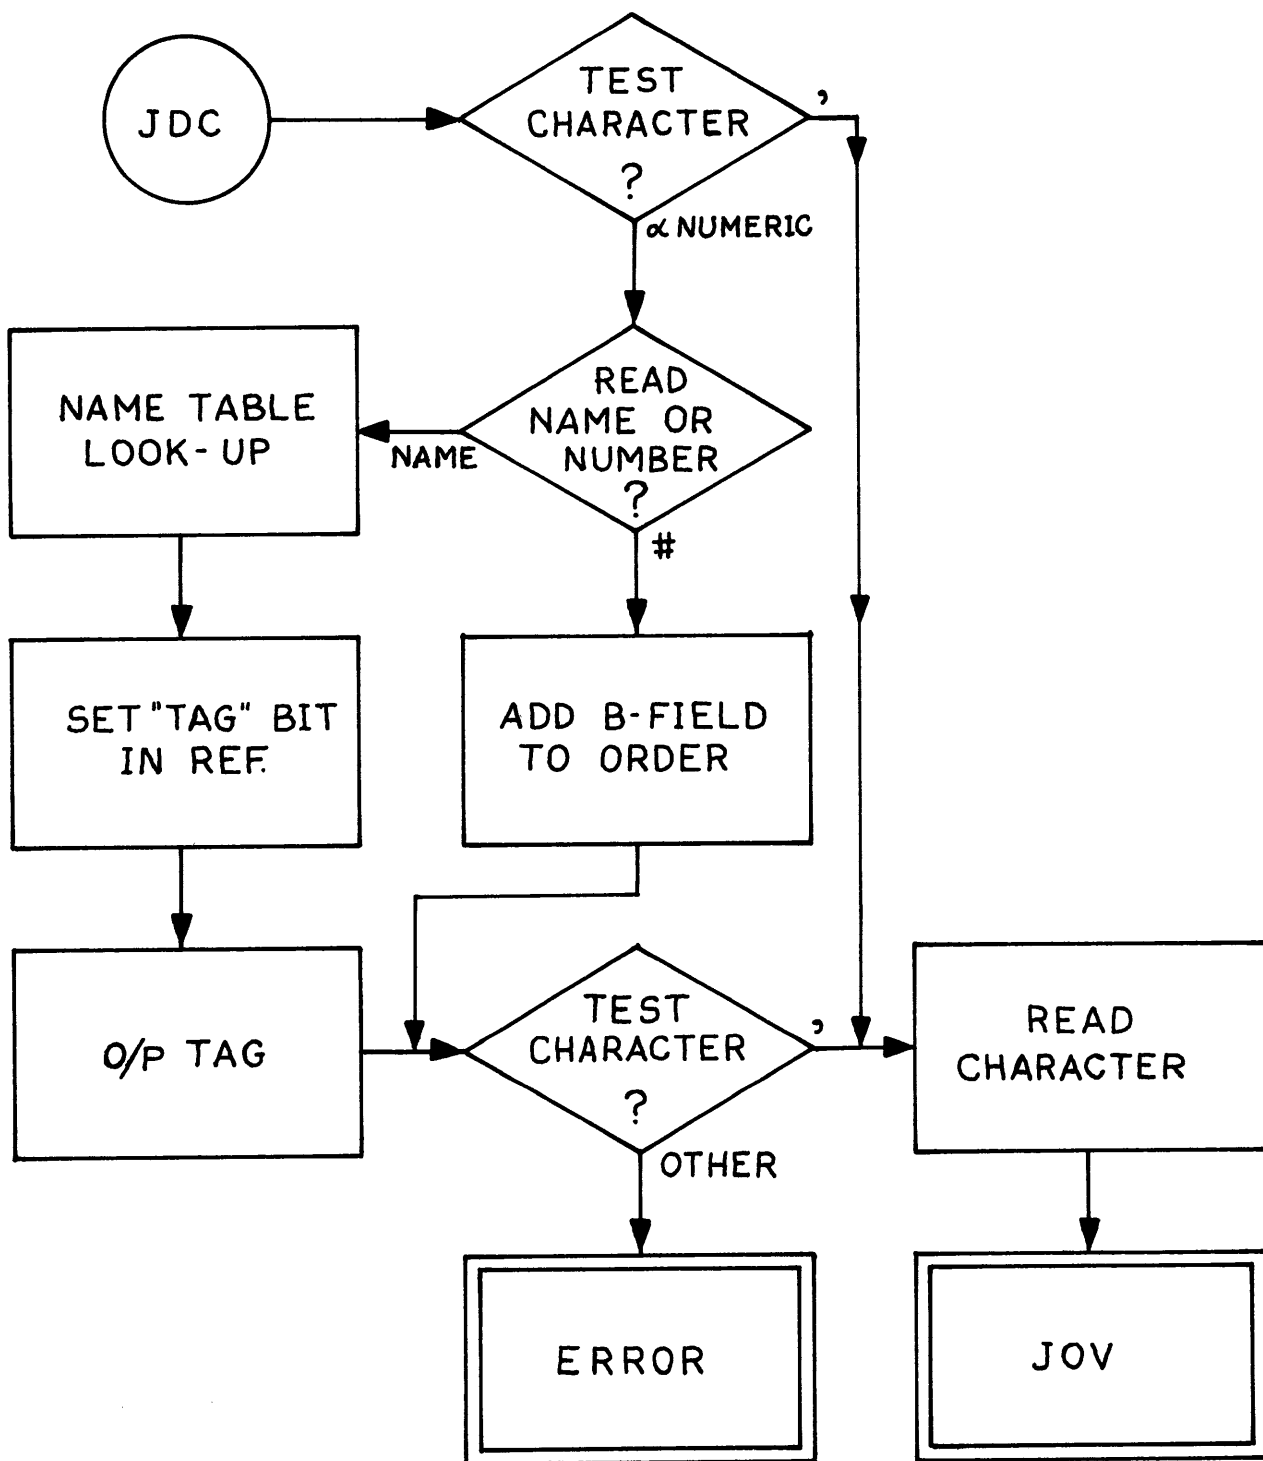 JDC
TEST
CHARACTER
?
,
∝ NUMERIC
READ
NAME OR
NUMBER
?
NAME
#
NAME TABLE
LOOK-UP
SET "TAG" BIT
IN REF.
ADD B-FIELD
TO ORDER
O/P TAG
TEST
CHARACTER
?
,
OTHER
READ
CHARACTER
ERROR
JOV